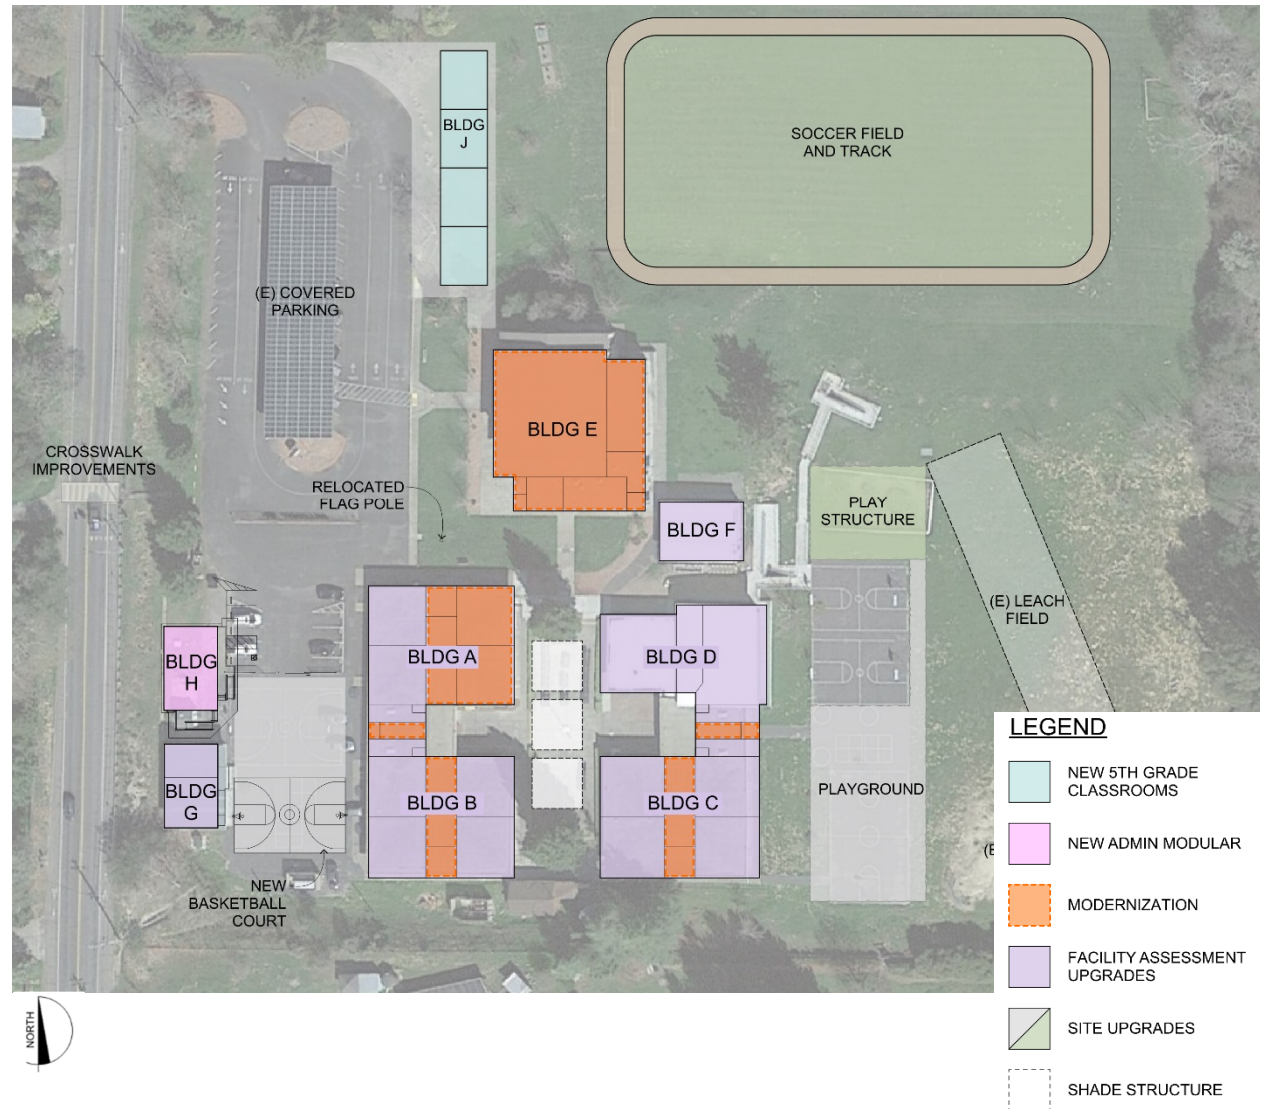 BLDG
J
SOCCER FIELD
AND TRACK
(E) COVERED
PARKING
BLDG E
CROSSWALK
IMPROVEMENTS
RELOCATED
FLAG POLE
PLAY
STRUCTURE
BLDG F
(E) LEACH
FIELD
BLDG
H
BLDG A
BLDG D
BLDG
G
BLDG B
BLDG C
PLAYGROUND
(E
NEW
BASKETBALL
COURT
LEGEND
NEW 5TH GRADE
CLASSROOMS
NEW ADMIN MODULAR
MODERNIZATION
FACILITY ASSESSMENT
UPGRADES
SITE UPGRADES
SHADE STRUCTURE
NORTH